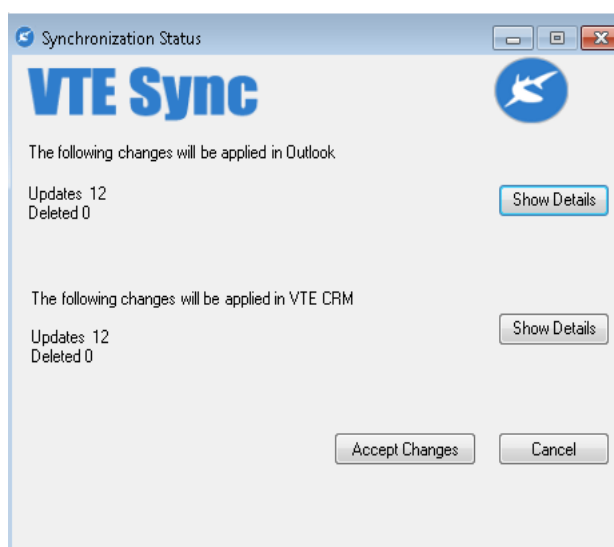 Synchronization Status
VTE Sync
The following changes will be applied in Outlook
Updates 12
Deleted 0
Show Details
The following changes will be applied in VTE CRM
Updates 12
Deleted 0
Show Details
Accept Changes
Cancel